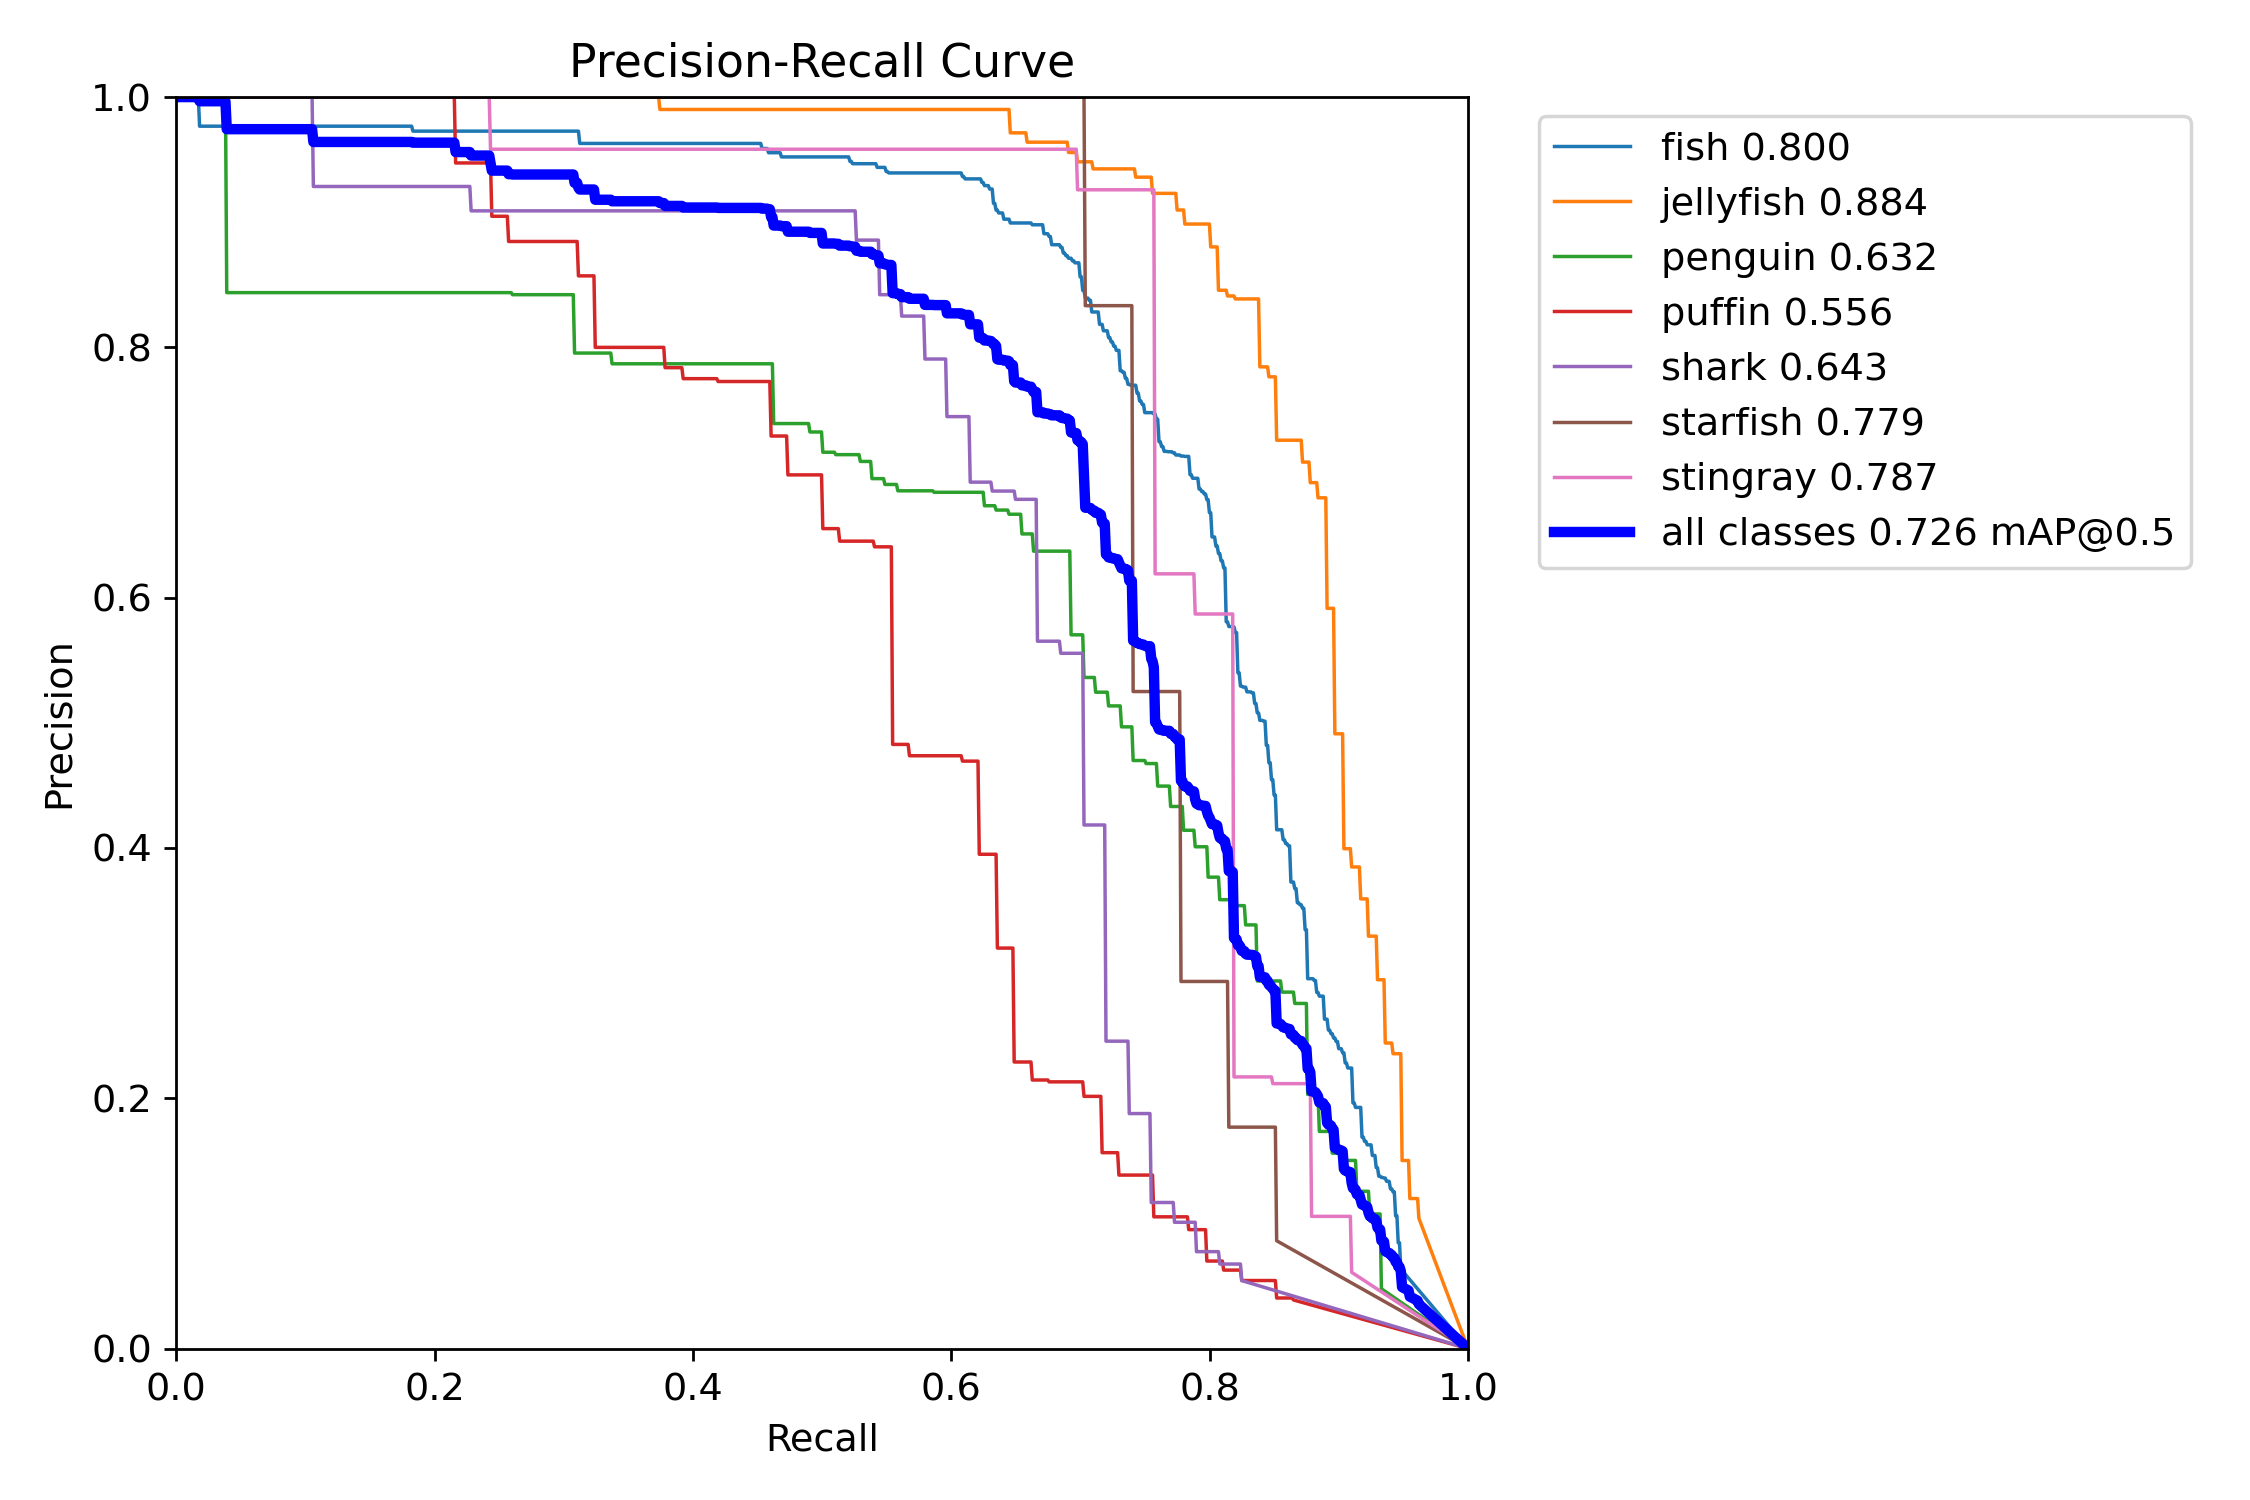 Precision-Recall Curve
1.0
0.8
0.6
0.4
0.2
0.0
Precision
0.0 0.2 0.4 0.6 0.8 1.0
Recall
fish 0.800
jellyfish 0.884
penguin 0.632
puffin 0.556
shark 0.643
starfish 0.779
stingray 0.787
all classes 0.726 mAP@0.5